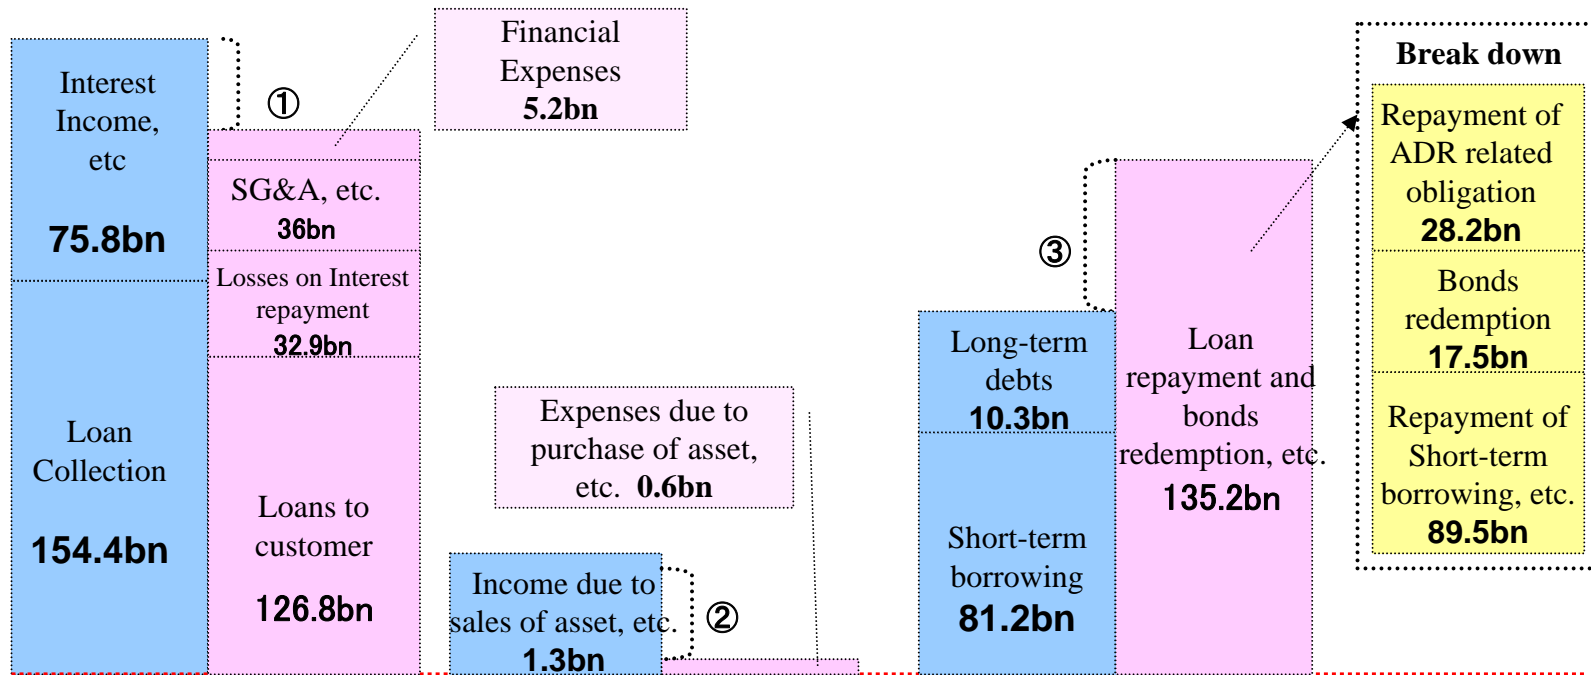 Interest
Income,
etc
75.8bn
Loan
Collection
154.4bn
①
Financial
Expenses
5.2bn
SG&A, etc.
36bn
Losses on Interest
repayment
32.9bn
Loans to
customer
126.8bn
Income due to
sales of asset, etc.
1.3bn
②
Expenses due to
purchase of asset,
etc. 0.6bn
Long-term
debts
10.3bn
Short-term
borrowing
81.2bn
③
Loan
repayment and
bonds
redemption, etc.
135.2bn
Break down
Repayment of
ADR related
obligation
28.2bn
Bonds
redemption
17.5bn
Repayment of
Short-term
borrowing, etc.
89.5bn